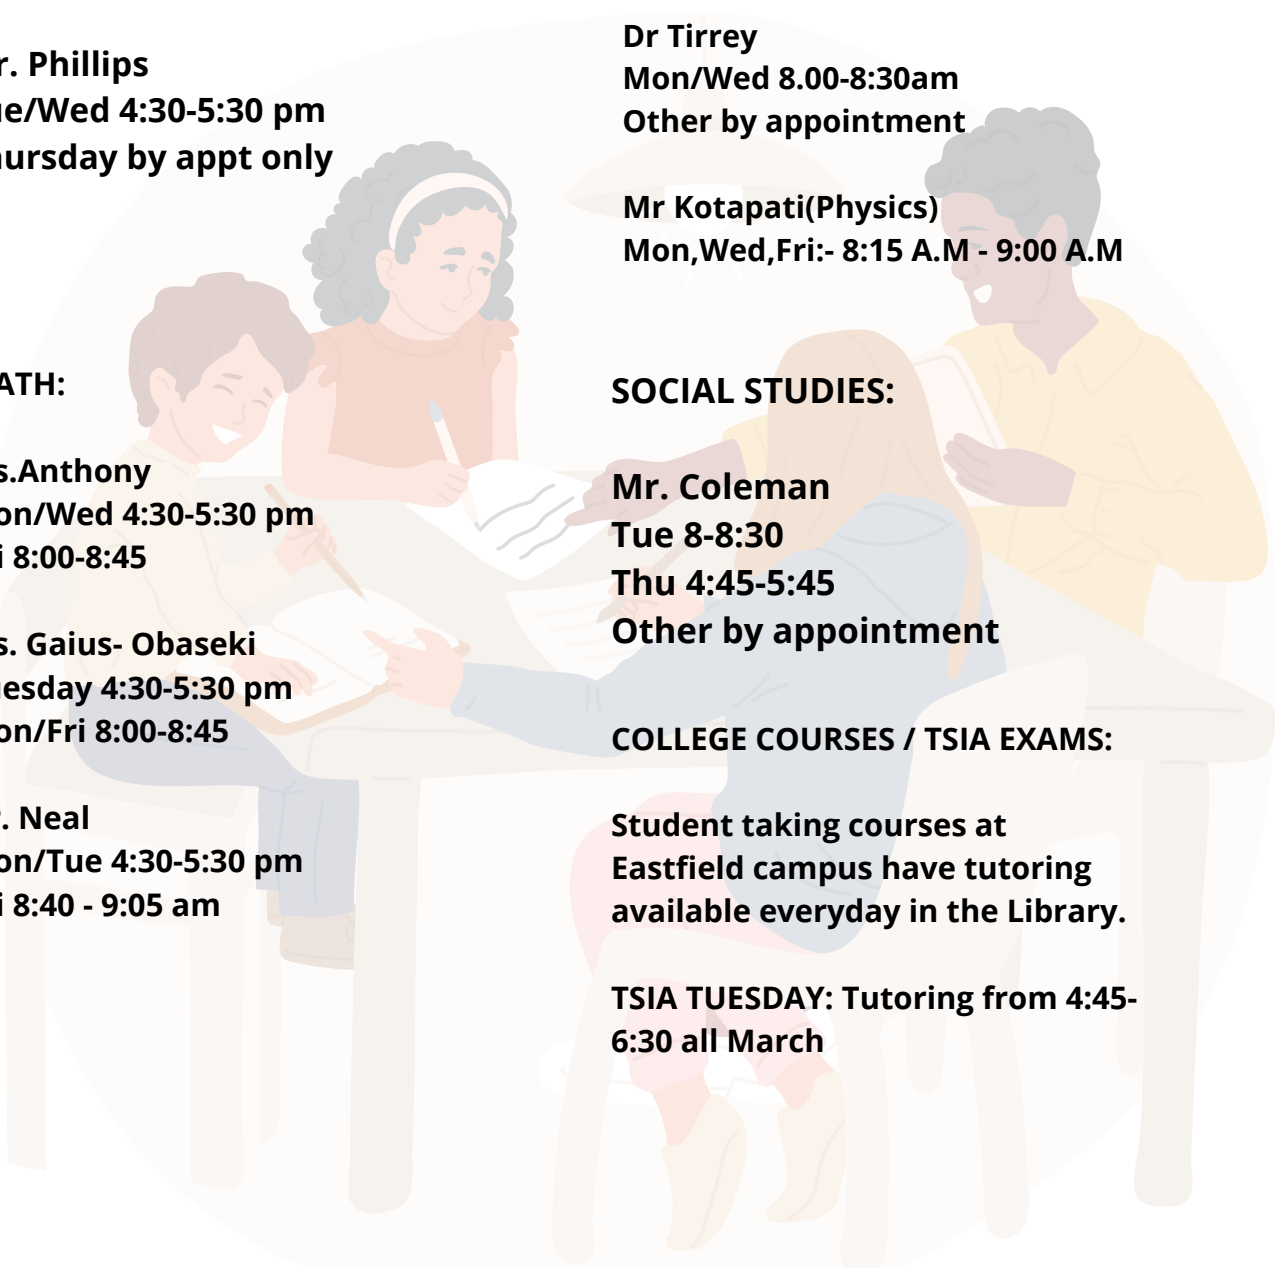 r. Phillips
ue/Wed 4:30-5:30 pm
hursday by appt only
ATH:
s.Anthony
on/Wed 4:30-5:30 pm
i 8:00-8:45
s. Gaius- Obaseki
uesday 4:30-5:30 pm
on/Fri 8:00-8:45
r. Neal
on/Tue 4:30-5:30 pm
i 8:40 - 9:05 am
Dr Tirrey
Mon/Wed 8.00-8:30am
Other by appointment
Mr Kotapati(Physics)
Mon,Wed,Fri:- 8:15 A.M - 9:00 A.M
SOCIAL STUDIES:
Mr. Coleman
Tue 8-8:30
Thu 4:45-5:45
Other by appointment
COLLEGE COURSES / TSIA EXAMS:
Student taking courses at
Eastfield campus have tutoring
available everyday in the Library.
TSIA TUESDAY: Tutoring from 4:45-
6:30 all March